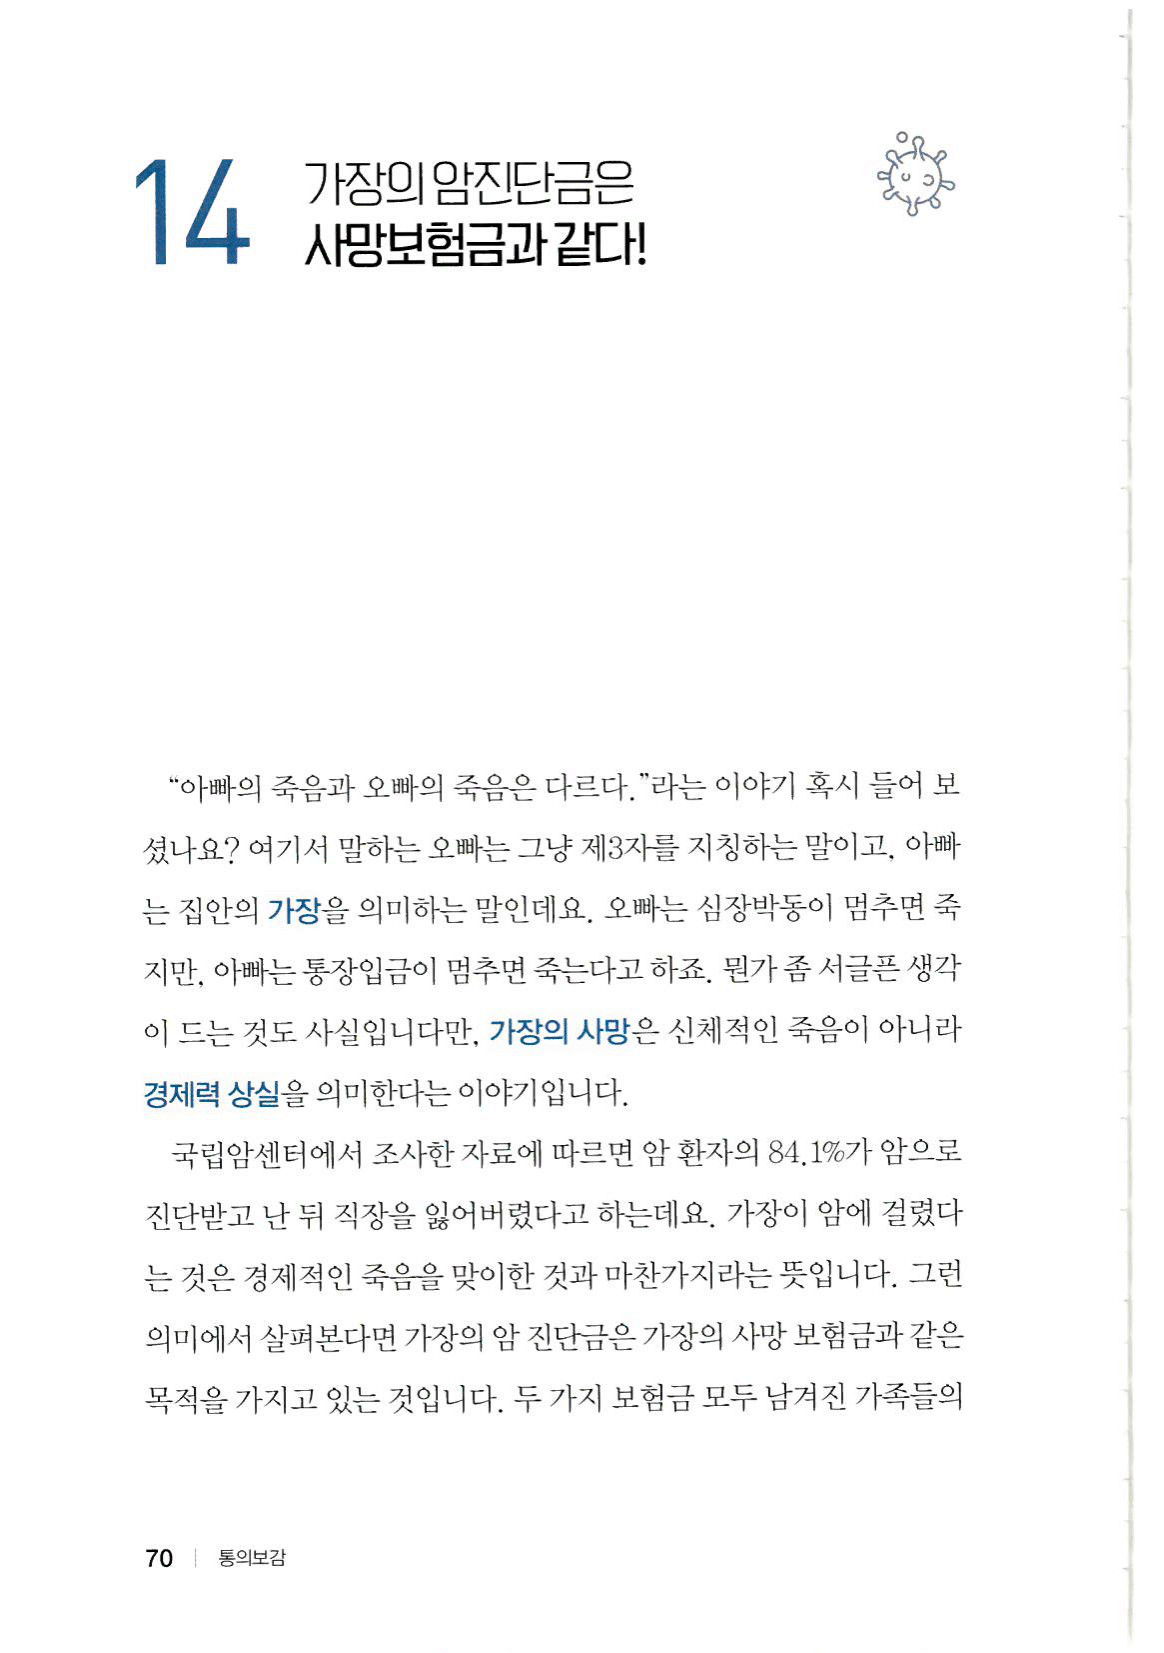 14
가장의 암진단금은
사망보험금과 같다!
“아빠의 죽음과 오빠의 죽음은 다르다.”라는 이야기 혹시 들어 보
셨나요? 여기서 말하는 오빠는 그냥 제3자를 지칭하는 말이고, 아빠
는 집안의 가장을 의미하는 말인데요. 오빠는 심장박동이 멈추면 죽
지만, 아빠는 통장입금이 멈추면 죽는다고 하죠. 뭔가 좀 서글픈 생각
이 드는 것도 사실입니다만, 가장의 사망은 신체적인 죽음이 아니라
경제력 상실을 의미한다는 이야기입니다.
국립암센터에서 조사한 자료에 따르면 암 환자의 84.1%가 암으로
진단받고 난 뒤 직장을 잃어버렸다고 하는데요. 가장이 암에 걸렸다
는 것은 경제적인 죽음을 맞이한 것과 마찬가지라는 뜻입니다. 그런
의미에서 살펴본다면 가장의 암 진단금은 가장의 사망 보험금과 같은
목적을 가지고 있는 것입니다. 두 가지 보험금 모두 남겨진 가족들의
70 | 통의보감